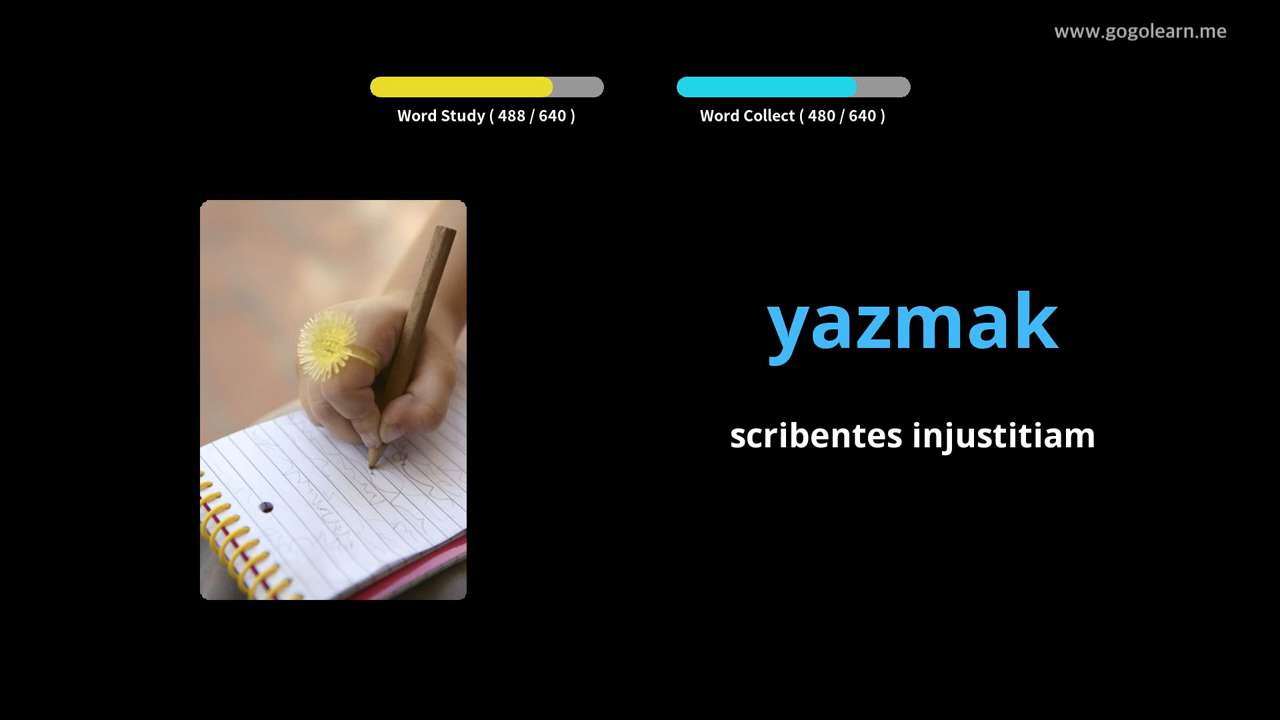 www.gogolearn.me
Word Study ( 488 / 640 )
Word Collect ( 480 / 640 )
yazmak
scribentes injustitiam